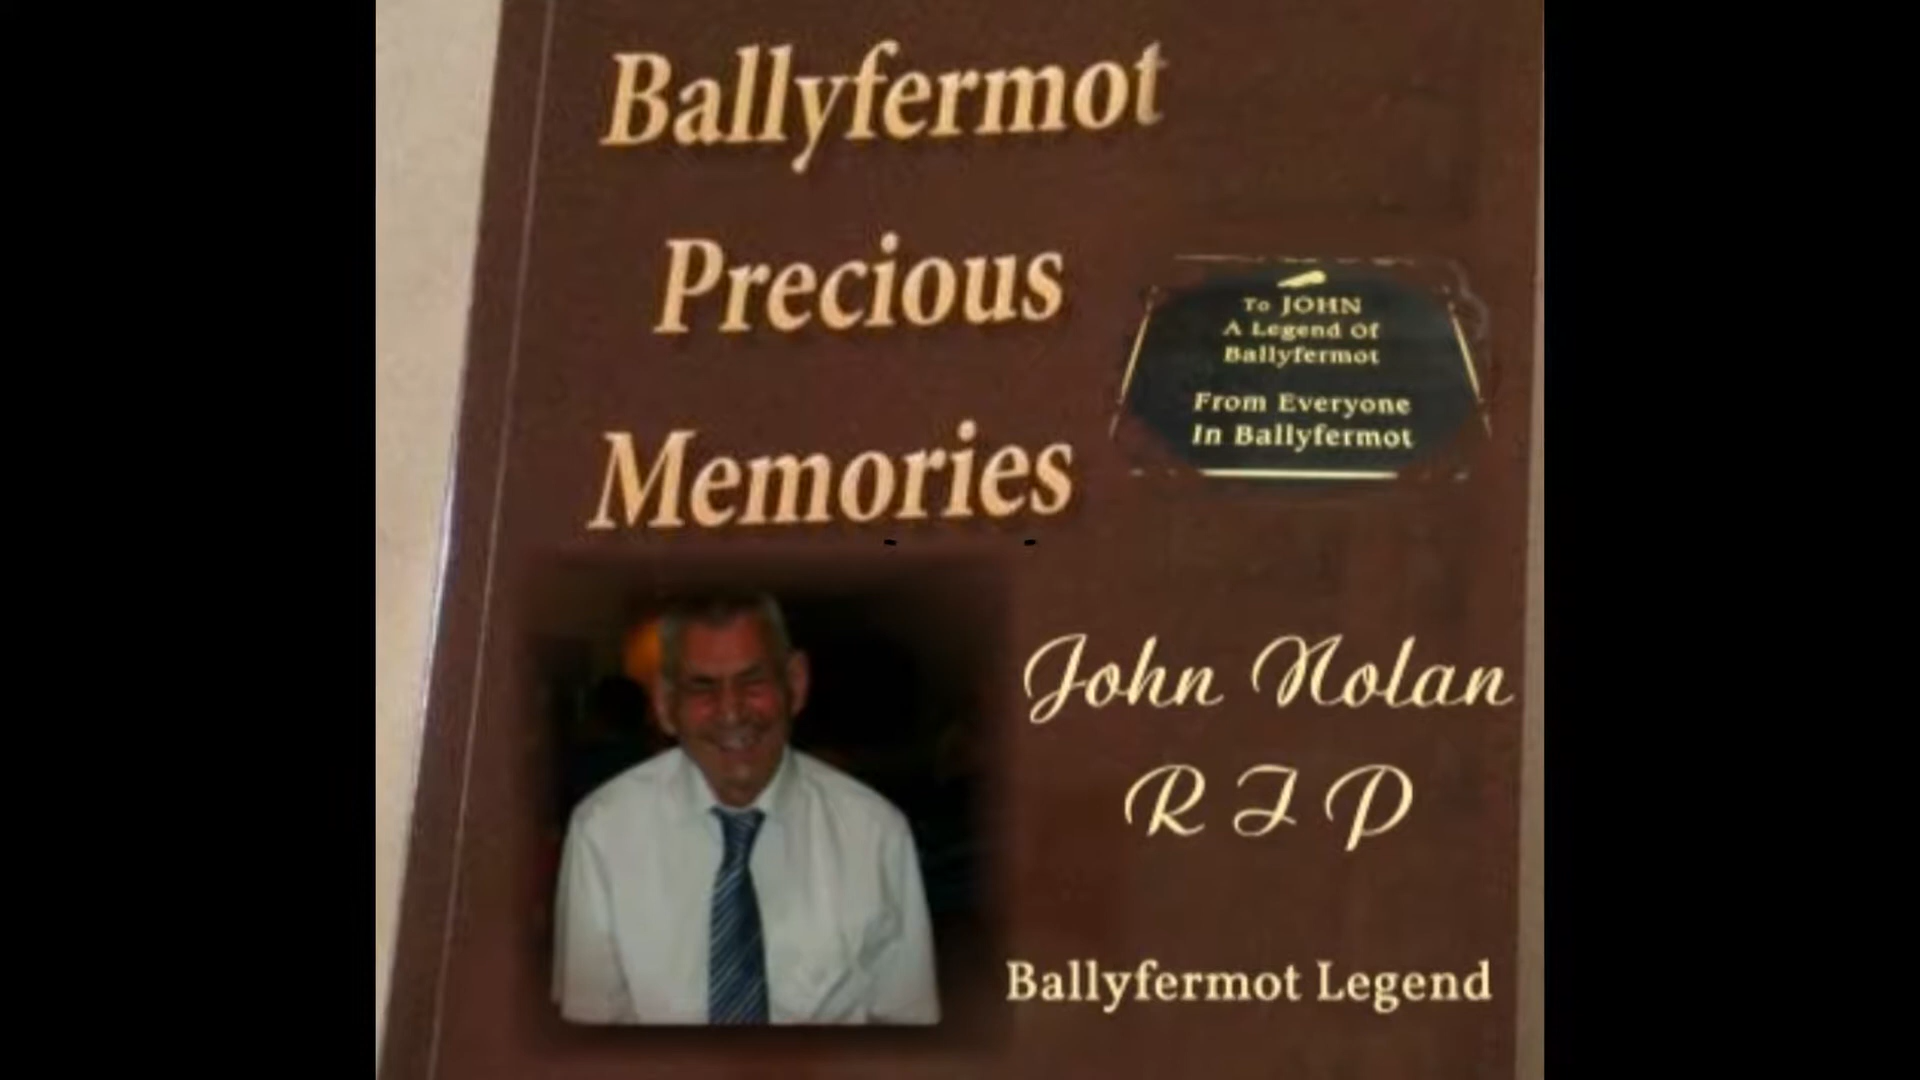 Ballyfermot
Precious
Memories
To JOHN
A Legend Of
Ballyfermot
From Everyone
In Ballyfermot
John Nolan
R I P
Ballyfermot Legend